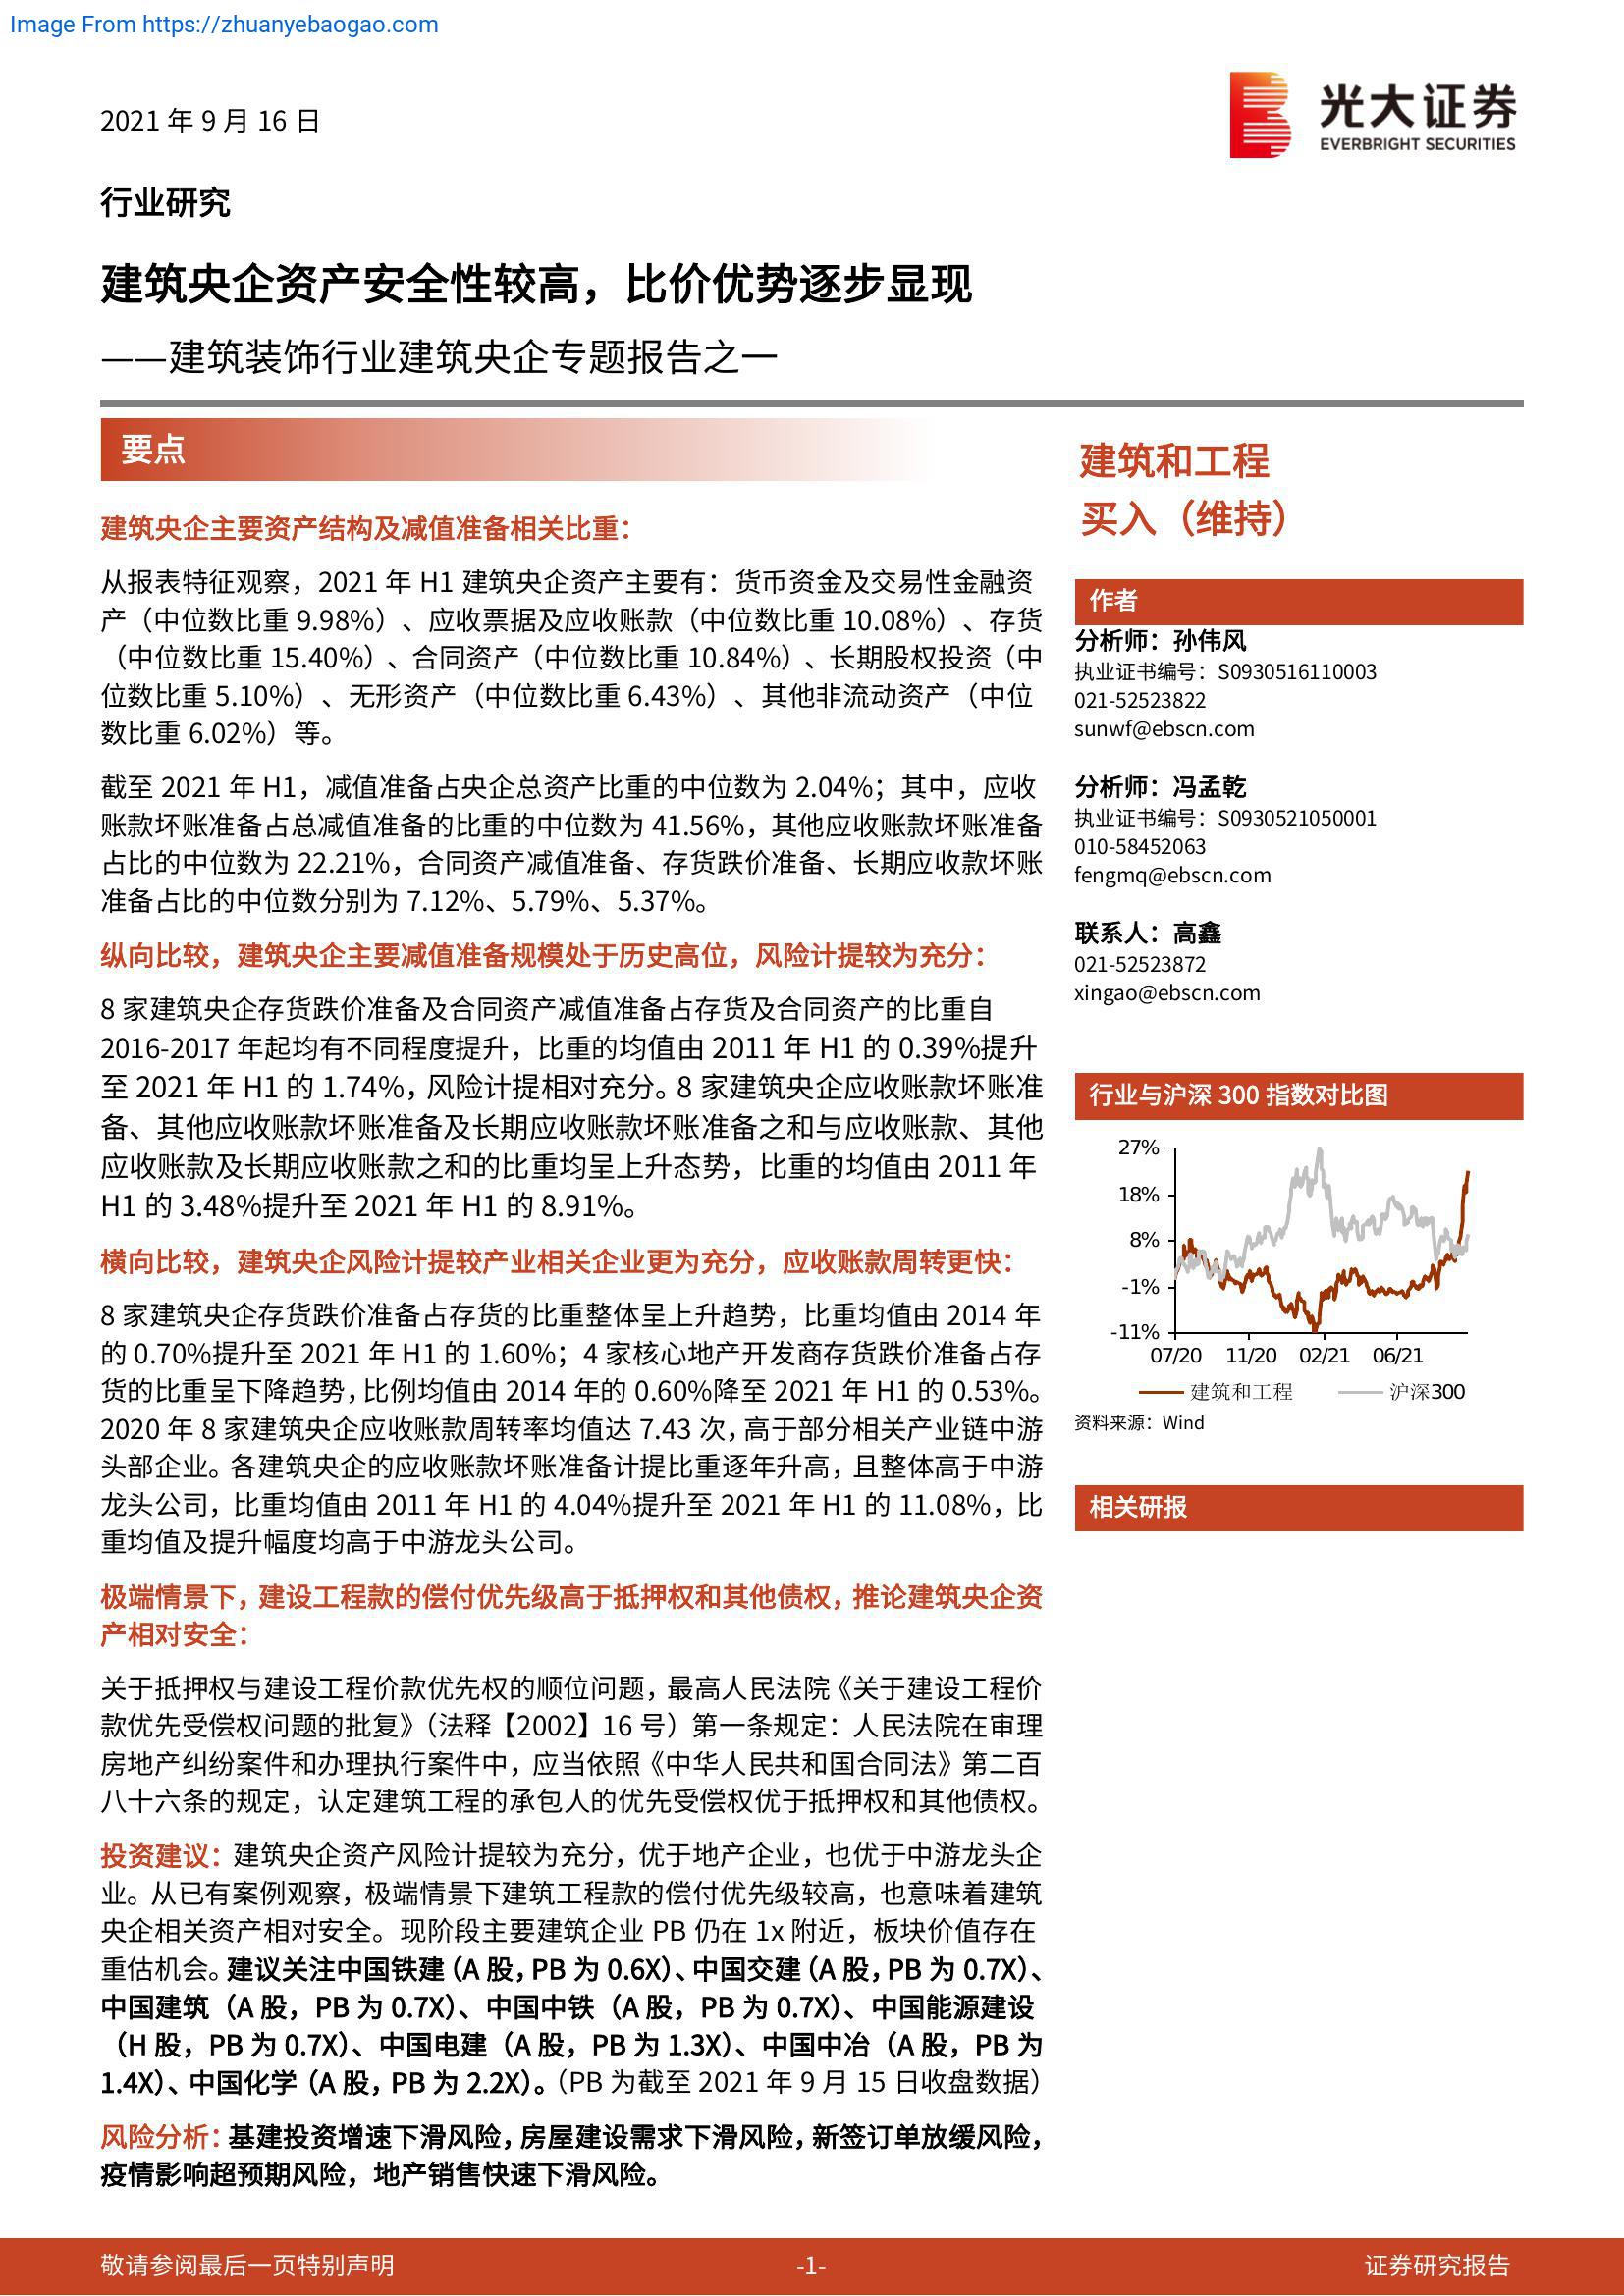 Image From https://zhuanyebaogao.com
2021 年 9 月 16 日
光大证券
EVERBRIGHT SECURITIES
行业研究
建筑央企资产安全性较高，比价优势逐步显现
——建筑装饰行业建筑央企专题报告之一
要点
建筑央企主要资产结构及减值准备相关比重：
从报表特征观察，2021 年 H1 建筑央企资产主要有：货币资金及交易性金融资
产（中位数比重 9.98%）、应收票据及应收账款（中位数比重 10.08%）、存货
（中位数比重 15.40%）、合同资产（中位数比重 10.84%）、长期股权投资（中
位数比重 5.10%）、无形资产（中位数比重 6.43%）、其他非流动资产（中位
数比重 6.02%）等。
截至 2021 年 H1，减值准备占央企总资产比重的中位数为 2.04%；其中，应收
账款坏账准备占总减值准备的比重的中位数为 41.56%，其他应收账款坏账准备
占比的中位数为 22.21%，合同资产减值准备、存货跌价准备、长期应收款坏账
准备占比的中位数分别为 7.12%、5.79%、5.37%。
纵向比较，建筑央企主要减值准备规模处于历史高位，风险计提较为充分：
8 家建筑央企存货跌价准备及合同资产减值准备占存货及合同资产的比重自
2016-2017 年起均有不同程度提升，比重的均值由 2011 年 H1 的 0.39%提升
至 2021 年 H1 的 1.74%，风险计提相对充分。8 家建筑央企应收账款坏账准
备、其他应收账款坏账准备及长期应收账款坏账准备之和与应收账款、其他
应收账款及长期应收账款之和的比重均呈上升态势，比重的均值由 2011 年
H1 的 3.48%提升至 2021 年 H1 的 8.91%。
横向比较，建筑央企风险计提较产业相关企业更为充分，应收账款周转更快：
8 家建筑央企存货跌价准备占存货的比重整体呈上升趋势，比重均值由 2014 年
的 0.70%提升至 2021 年 H1 的 1.60%；4 家核心地产开发商存货跌价准备占存
货的比重呈下降趋势，比例均值由 2014 年的 0.60%降至 2021 年 H1 的 0.53%。
2020 年 8 家建筑央企应收账款周转率均值达 7.43 次，高于部分相关产业链中游
头部企业。各建筑央企的应收账款坏账准备计提比重逐年升高，且整体高于中游
龙头公司，比重均值由 2011 年 H1 的 4.04%提升至 2021 年 H1 的 11.08%，比
重均值及提升幅度均高于中游龙头公司。
极端情景下，建设工程款的偿付优先级高于抵押权和其他债权，推论建筑央企资
产相对安全：
关于抵押权与建设工程价款优先权的顺位问题，最高人民法院《关于建设工程价
款优先受偿权问题的批复》（法释【2002】16 号）第一条规定：人民法院在审理
房地产纠纷案件和办理执行案件中，应当依照《中华人民共和国合同法》第二百
八十六条的规定，认定建筑工程的承包人的优先受偿权优于抵押权和其他债权。
投资建议：建筑央企资产风险计提较为充分，优于地产企业，也优于中游龙头企
业。从已有案例观察，极端情景下建筑工程款的偿付优先级较高，也意味着建筑
央企相关资产相对安全。现阶段主要建筑企业 PB 仍在 1x 附近，板块价值存在
重估机会。建议关注中国铁建（A 股，PB 为 0.6X）、中国交建（A 股，PB 为 0.7X）、
中国建筑（A 股，PB 为 0.7X）、中国中铁（A 股，PB 为 0.7X）、中国能源建设
（H 股，PB 为 0.7X）、中国电建（A 股，PB 为 1.3X）、中国中冶（A 股，PB 为
1.4X）、中国化学（A 股，PB 为 2.2X）。（PB 为截至 2021 年 9 月 15 日收盘数据）
风险分析：基建投资增速下滑风险，房屋建设需求下滑风险，新签订单放缓风险，
疫情影响超预期风险，地产销售快速下滑风险。
建筑和工程
买入（维持）
作者
分析师：孙伟风
执业证书编号：S0930516110003
021-52523822
sunwf@ebscn.com
分析师：冯孟乾
执业证书编号：S0930521050001
010-58452063
fengmq@ebscn.com
联系人：高鑫
021-52523872
xingao@ebscn.com
行业与沪深 300 指数对比图
27%
18%
8%
-1%
-11%
07/20 11/20 02/21 06/21
建筑和工程 沪深300
资料来源：Wind
相关研报
敬请参阅最后一页特别声明
-1-
证券研究报告